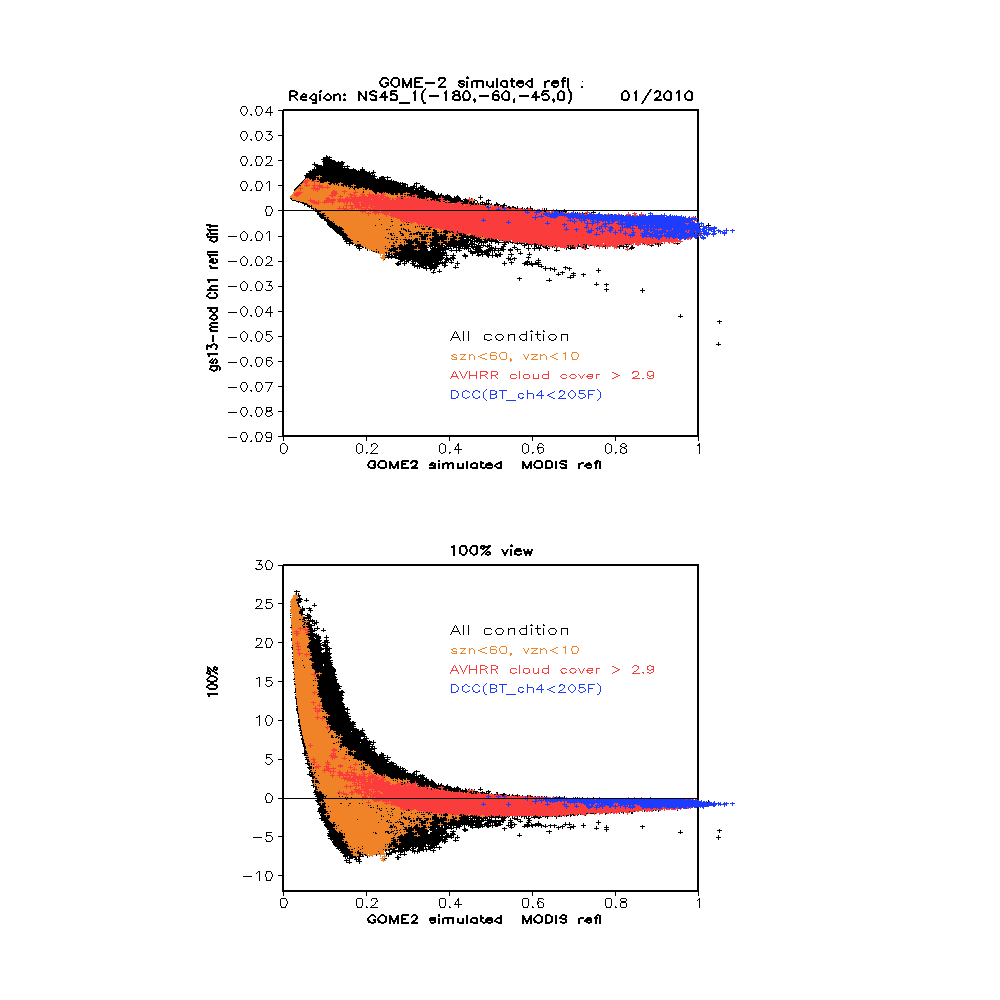 GOME-2 simulated refl :
Region: NS45_1(-180,-60,-45,0) 01/2010
0.04
0.03
0.02
0.01
0
-0.01
-0.02
-0.03
-0.04
-0.05
-0.06
-0.07
-0.08
-0.09
gs13-mod Ch1 refl diff
All condition
szn<60, vzn<10
AVHRR cloud cover > 2.9
DCC(BT_ch4<205F)
0 0.2 0.4 0.6 0.8 1
GOME2 simulated MODIS refl
100% view
30
25
20
15
10
5
0
-5
-10
100%
All condition
szn<60, vzn<10
AVHRR cloud cover > 2.9
DCC(BT_ch4<205F)
0 0.2 0.4 0.6 0.8 1
GOME2 simulated MODIS refl